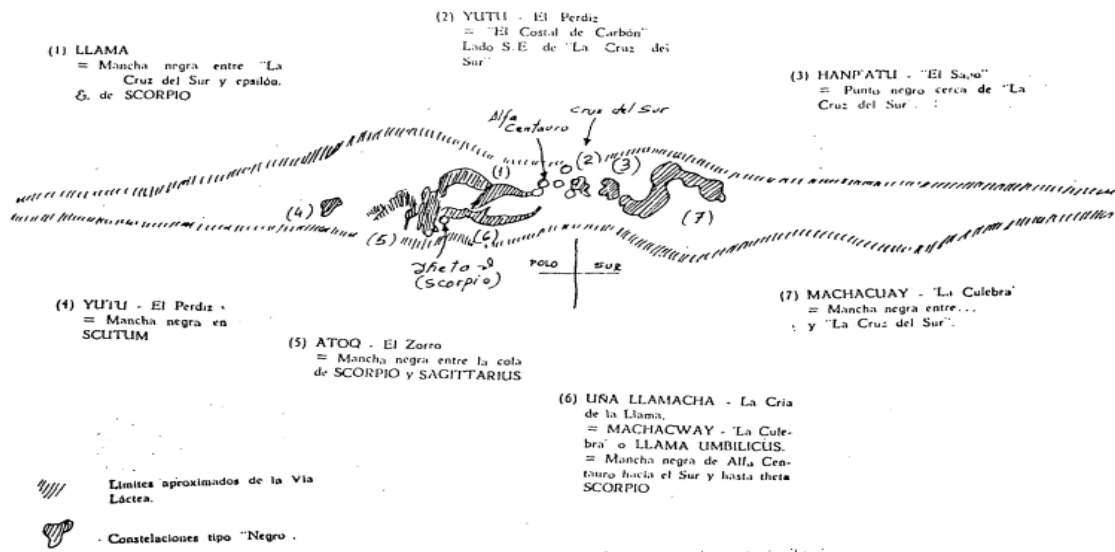 (1) LLAMA
= Mancha negra entre "La
Cruz del Sur y epsilón.
&. de SCORPIO
(2) YUTU - El Perdiz
= "El Costal de Carbón"
Lado S.E de "La Cruz del
Sur"
(3) HANP'ATU - "El Sapo"
= Punto negro cerca de "La
Cruz del Sur".
Alfa
Centauro
Cruz del Sur
(1)
(2)
(3)
(4)
(5)
(6)
(7)
Theta
(Scorpio)
POLO
SUR
(4) YUTU - El Perdiz
= Mancha negra en
SCUTUM
(5) ATOQ - El Zorro
= Mancha negra entre la cola
de SCORPIO y SAGITTARIUS
(7) MACHACUAY - "La Culebra"
= Mancha negra entre...
y "La Cruz del Sur".
(6) UÑA LLAMACHA - La Cria
de la Llama,
= MACHACWAY - "La Cule-
bra" o LLAMA UMBILICUS.
= Mancha negra de Alfa Cen-
tauro hacia el Sur y hasta theta
SCORPIO
Limites aproximados de la Via
Láctea.
- Constelaciones tipo "Negro".